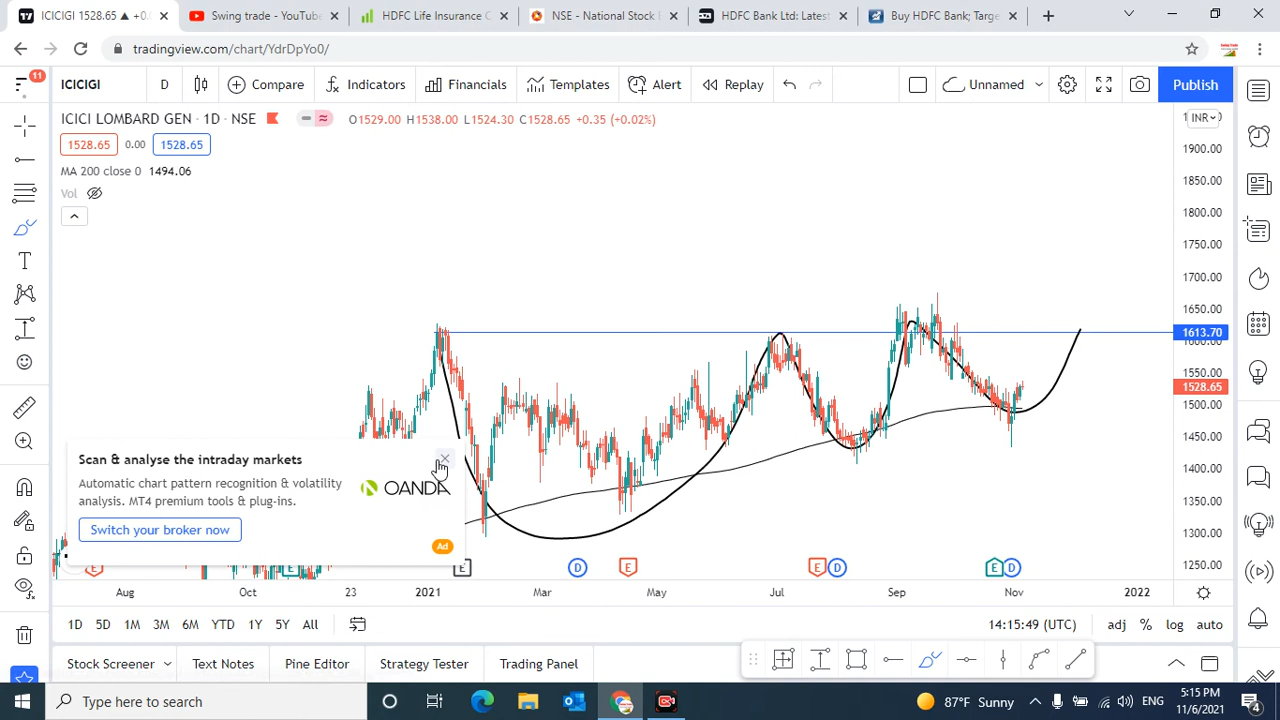 ICICIGI 1528.65 ▲ +0.
Swing trade - YouTube
HDFC Life Insurance C
NSE - National Stock E
HDFC Bank Ltd: Latest
Buy HDFC Bank; Targe
tradingview.com/chart/YdrDpYo0/
11
ICICIGI
D
Compare
Indicators
Financials
Templates
Alert
Replay
Unnamed
Publish
ICICI LOMBARD GEN · 1D · NSE
O1529.00 H1538.00 L1524.30 C1528.65 +0.35 (+0.02%)
INR
1528.65 0.00 1528.65
MA 200 close 0 1494.06
Vol
1900.00
1850.00
1800.00
1750.00
1700.00
1650.00
1613.70
1600.00
1550.00
1528.65
1500.00
1450.00
1400.00
1350.00
1300.00
1250.00
Scan & analyse the intraday markets
Automatic chart pattern recognition & volatility
analysis. MT4 premium tools & plug-ins.
OANDA
Switch your broker now
Ad
E E E D E E D E D
Aug Oct 23 2021 Mar May Jul Sep Nov 2022
1D 5D 1M 3M 6M YTD 1Y 5Y All
14:15:49 (UTC) adj % log auto
Stock Screener Text Notes Pine Editor Strategy Tester Trading Panel
Type here to search
87°F Sunny
ENG
5:15 PM
11/6/2021
4